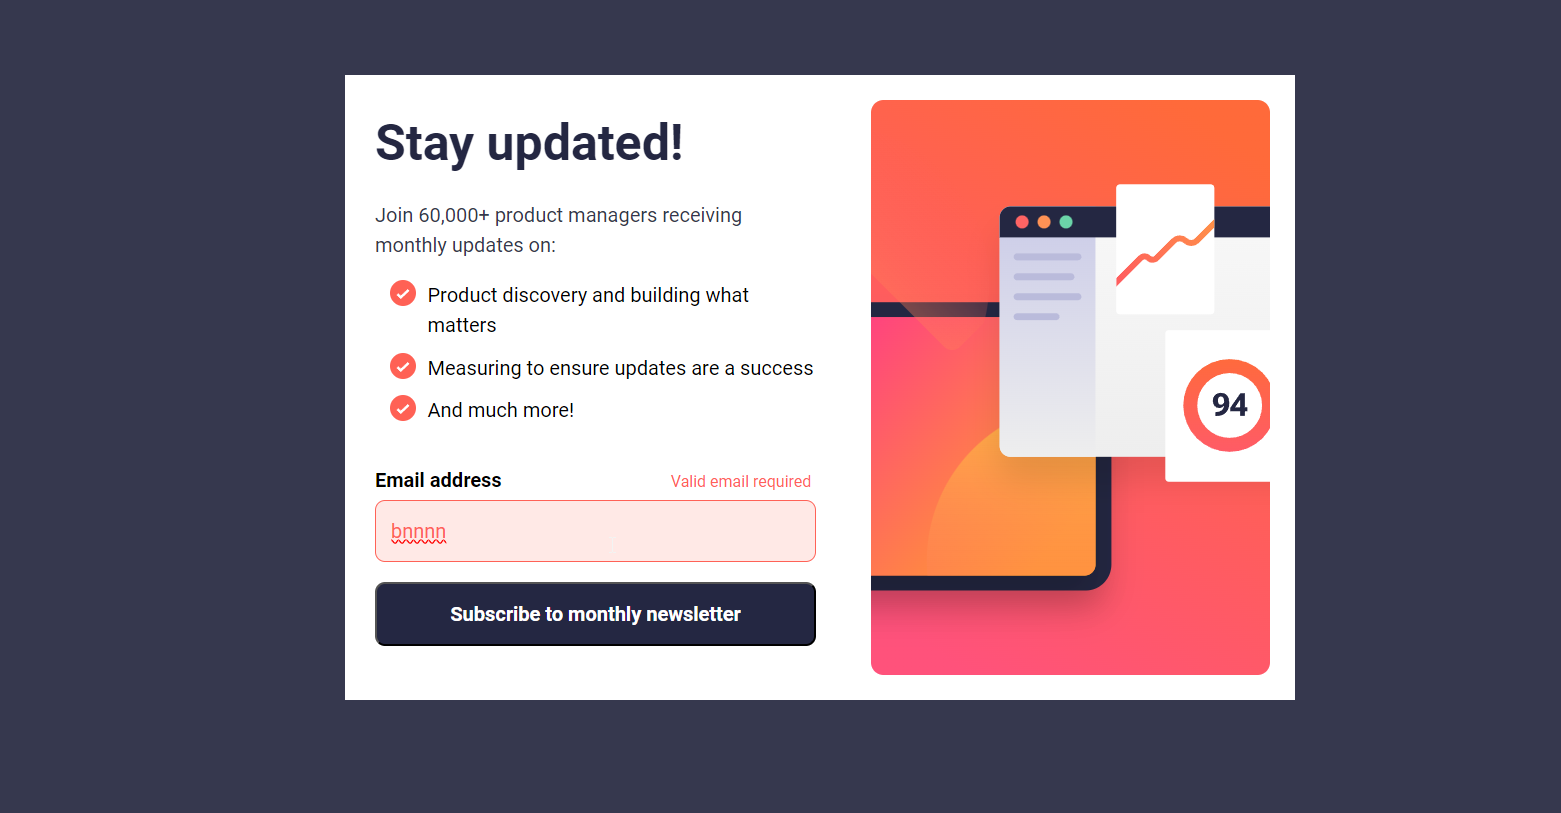 Stay updated!
Join 60,000+ product managers receiving
monthly updates on:
Product discovery and building what
matters
Measuring to ensure updates are a success
And much more!
Email address
Valid email required
bnnnn
Subscribe to monthly newsletter
94